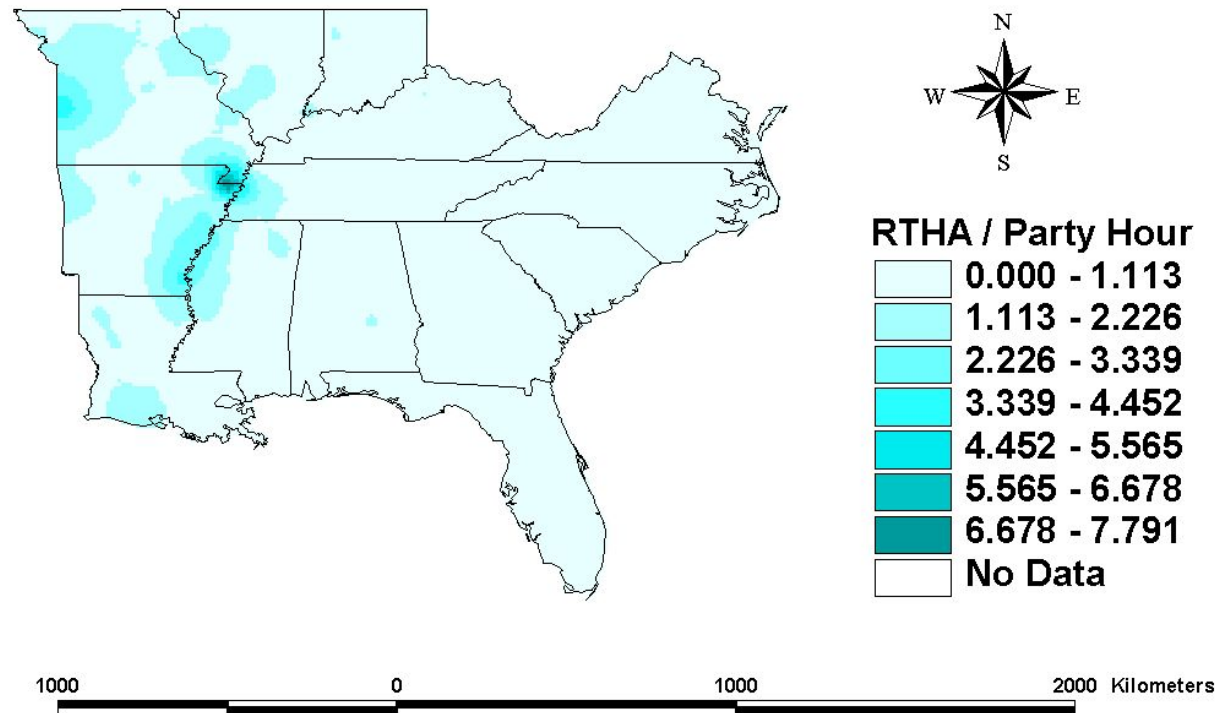 N
W E
S
RTHA / Party Hour
0.000 - 1.113
1.113 - 2.226
2.226 - 3.339
3.339 - 4.452
4.452 - 5.565
5.565 - 6.678
6.678 - 7.791
No Data
1000 0 1000 2000 Kilometers